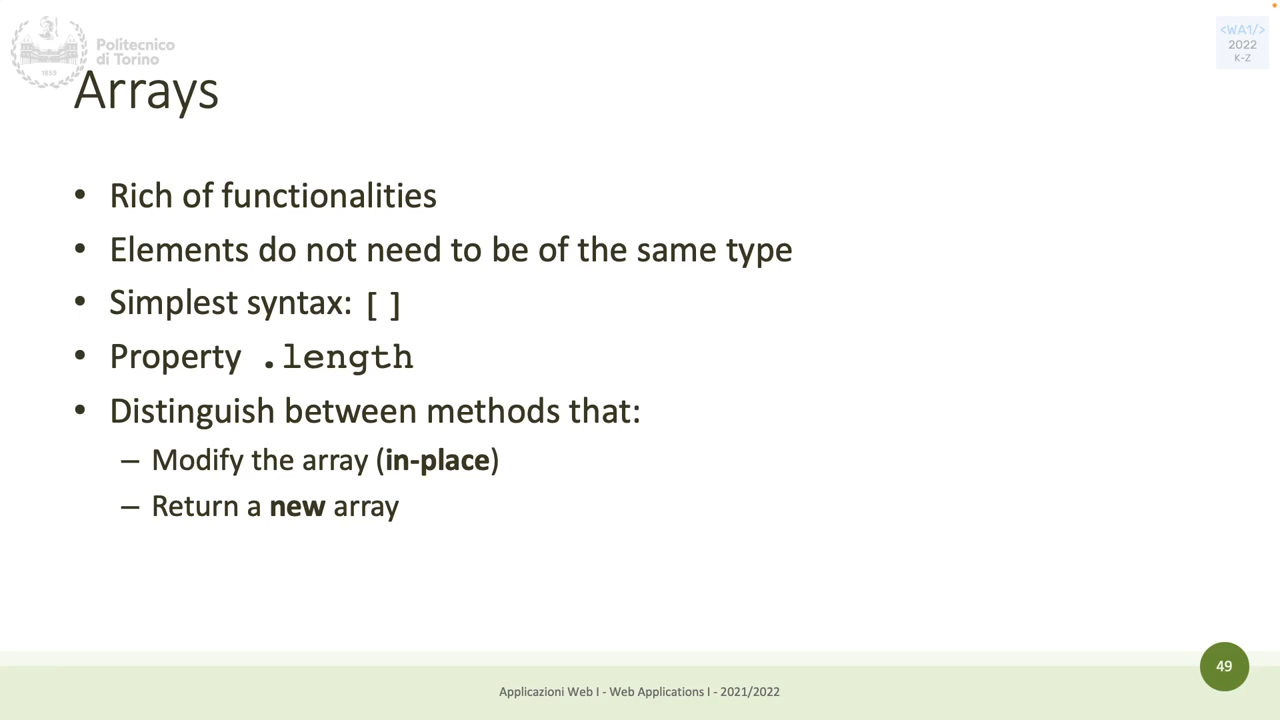 Politecnico
di Torino
1859
<WA1/>
2022
K-Z
Arrays
• Rich of functionalities
• Elements do not need to be of the same type
• Simplest syntax: []
• Property .length
• Distinguish between methods that:
– Modify the array (in-place)
– Return a new array
49
Applicazioni Web I - Web Applications I - 2021/2022